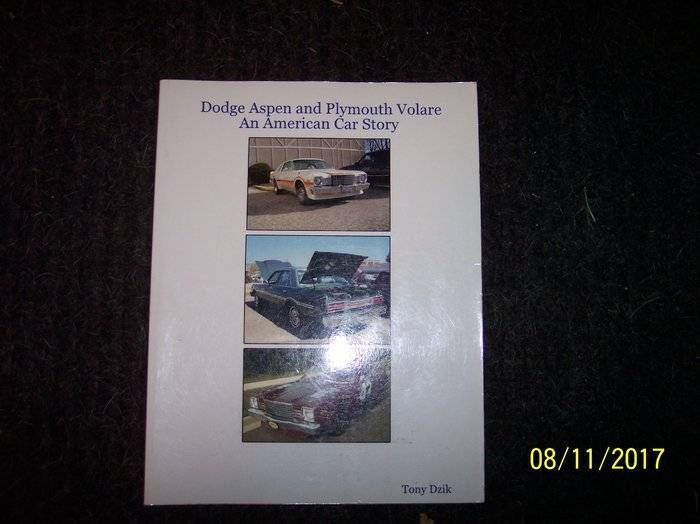 Dodge Aspen and Plymouth Volare
An American Car Story
Tony Dzik
08/11/2017